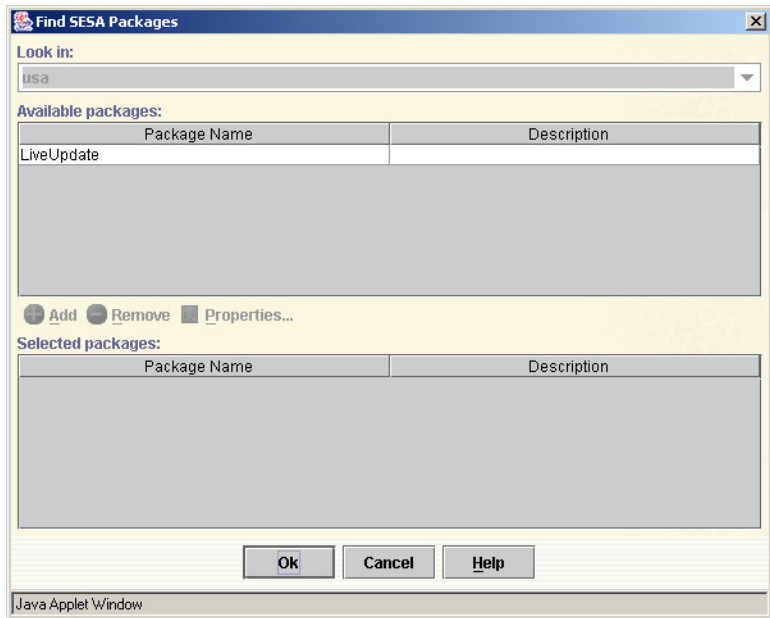 Find SESA Packages
Look in:
usa
Available packages:
Package Name Description
LiveUpdate
Add Remove Properties...
Selected packages:
Package Name Description
Ok Cancel Help
Java Applet Window